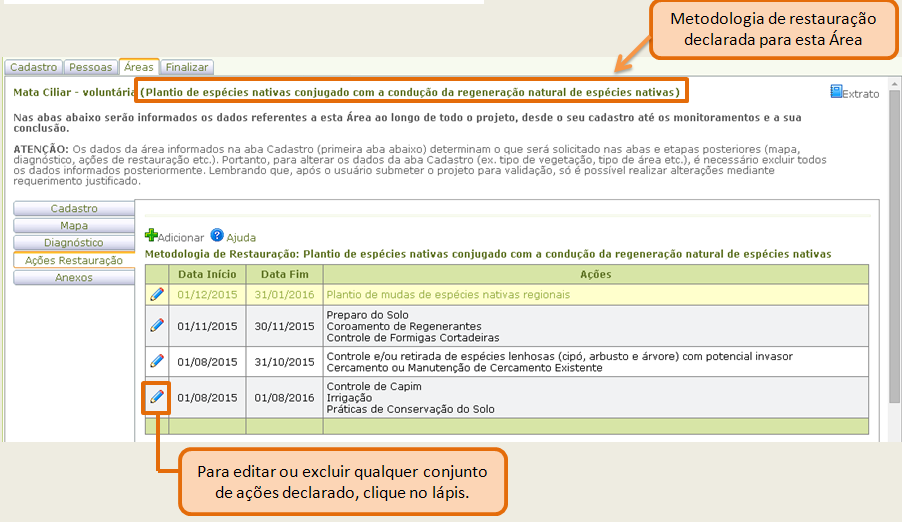 Metodologia de restauração
declarada para esta Área
Cadastro Pessoas Áreas Finalizar
Mata Ciliar - voluntária (Plantio de espécies nativas conjugado com a condução da regeneração natural de espécies nativas)
Extrato
Nas abas abaixo serão informados os dados referentes a esta Área ao longo de todo o projeto, desde o seu cadastro até os monitoramentos e a sua
conclusão.
ATENÇÃO: Os dados da área informados na aba Cadastro (primeira aba abaixo) determinam o que será solicitado nas abas e etapas posteriores (mapa,
diagnóstico, ações de restauração etc.). Portanto, para alterar os dados da aba Cadastro (ex. tipo de vegetação, tipo de área etc.), é necessário excluir todos
os dados informados posteriormente. Lembrando que, após o usuário submeter o projeto para validação, só é possível realizar alterações mediante
requerimento justificado.
Cadastro
Mapa
Diagnóstico
Ações Restauração
Anexos
Adicionar ? Ajuda
Metodologia de Restauração: Plantio de espécies nativas conjugado com a condução da regeneração natural de espécies nativas
Data Início Data Fim Ações
01/12/2015 31/01/2016 Plantio de mudas de espécies nativas regionais
01/11/2015 30/11/2015 Preparo do Solo
Coroamento de Regenerantes
Controle de Formigas Cortadeiras
01/08/2015 31/10/2015 Controle e/ou retirada de espécies lenhosas (cipó, arbusto e árvore) com potencial invasor
Cercamento ou Manutenção de Cercamento Existente
01/08/2015 01/08/2016 Controle de Capim
Irrigação
Práticas de Conservação do Solo
Para editar ou excluir qualquer conjunto
de ações declarado, clique no lápis.